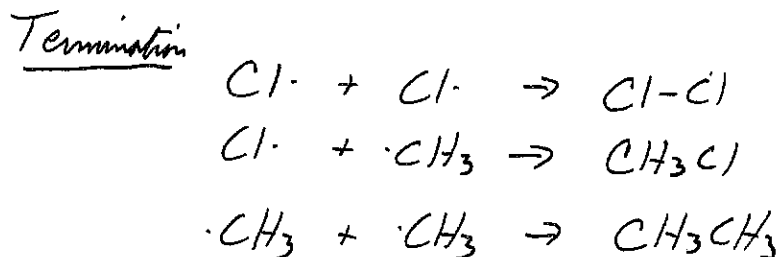 Termination
Cl· + Cl· → Cl-Cl
Cl· + ·CH₃ → CH₃Cl
·CH₃ + ·CH₃ → CH₃CH₃